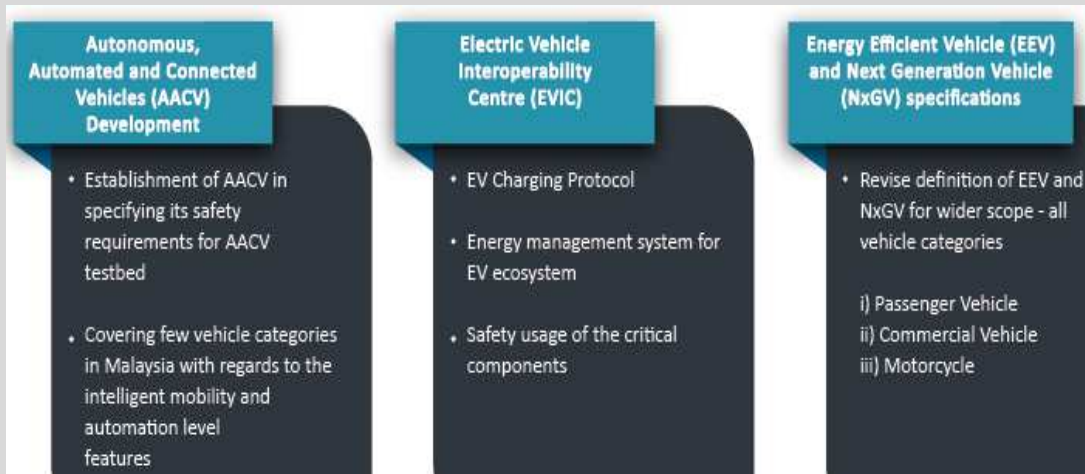 Autonomous,
Automated and Connected
Vehicles (AACV)
Development
• Establishment of AACV in
specifying its safety
requirements for AACV
testbed
• Covering few vehicle categories
in Malaysia with regards to the
intelligent mobility and
automation level
features
Electric Vehicle
Interoperability
Centre (EVIC)
• EV Charging Protocol
• Energy management system for
EV ecosystem
• Safety usage of the critical
components
Energy Efficient Vehicle (EEV)
and Next Generation Vehicle
(NxGV) specifications
• Revise definition of EEV and
NxGV for wider scope - all
vehicle categories
i) Passenger Vehicle
ii) Commercial Vehicle
iii) Motorcycle